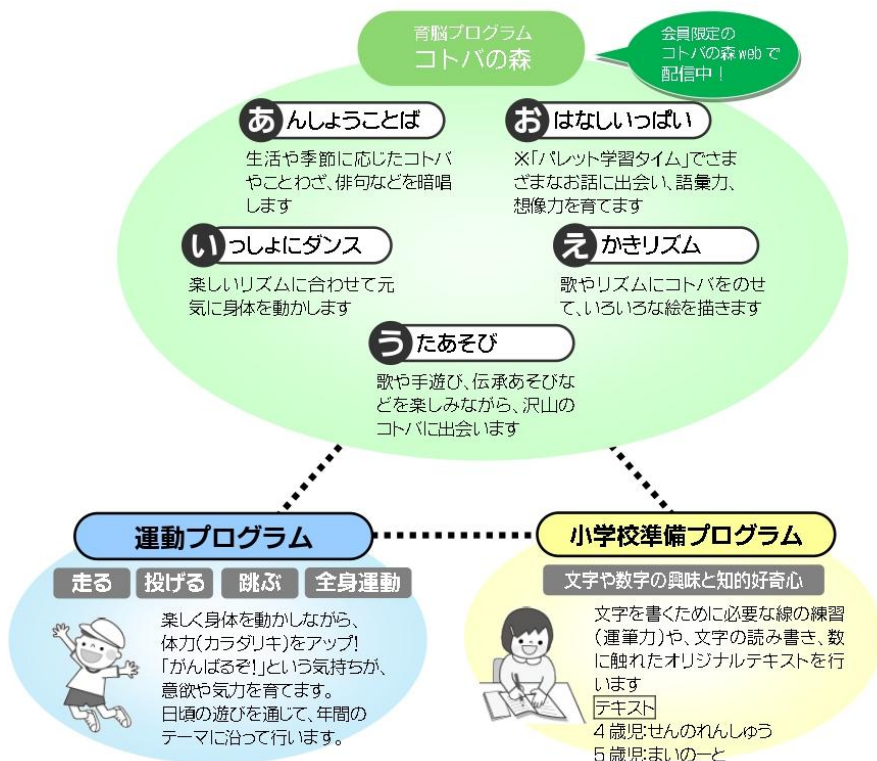 育脳プログラム
コトバの森
会員限定の
コトバの森webで
配信中!
あんしょうことば
生活や季節に応じたコトバ
やことわざ、俳句などを暗唱
します
おはなしいっぱい
※「パレット学習タイム」でさま
ざまなお話に出会い、語彙力、
想像力を育てます
いっしょにダンス
楽しいリズムに合わせて元
気に身体を動かします
えかきリズム
歌やリズムにコトバをのせ
て、いろいろな絵を描きます
うたあそび
歌や手遊び、伝承あそびな
どを楽しみながら、沢山の
コトバに出会います
運動プログラム
走る 投げる 跳ぶ 全身運動
楽しく身体を動かしながら、
体力(カラダリキ)をアップ!
「がんばるぞ!」という気持ちが、
意欲や気力を育てます。
日頃の遊びを通じて、年間の
テーマに沿って行います。
小学校準備プログラム
文字や数字の興味と知的好奇心
文字を書くために必要な線の練習
(運筆力)や、文字の読み書き、数
に触れたオリジナルテキストを行
います
テキスト
4歳児:せんのれんしゅう
5歳児:まいのーと